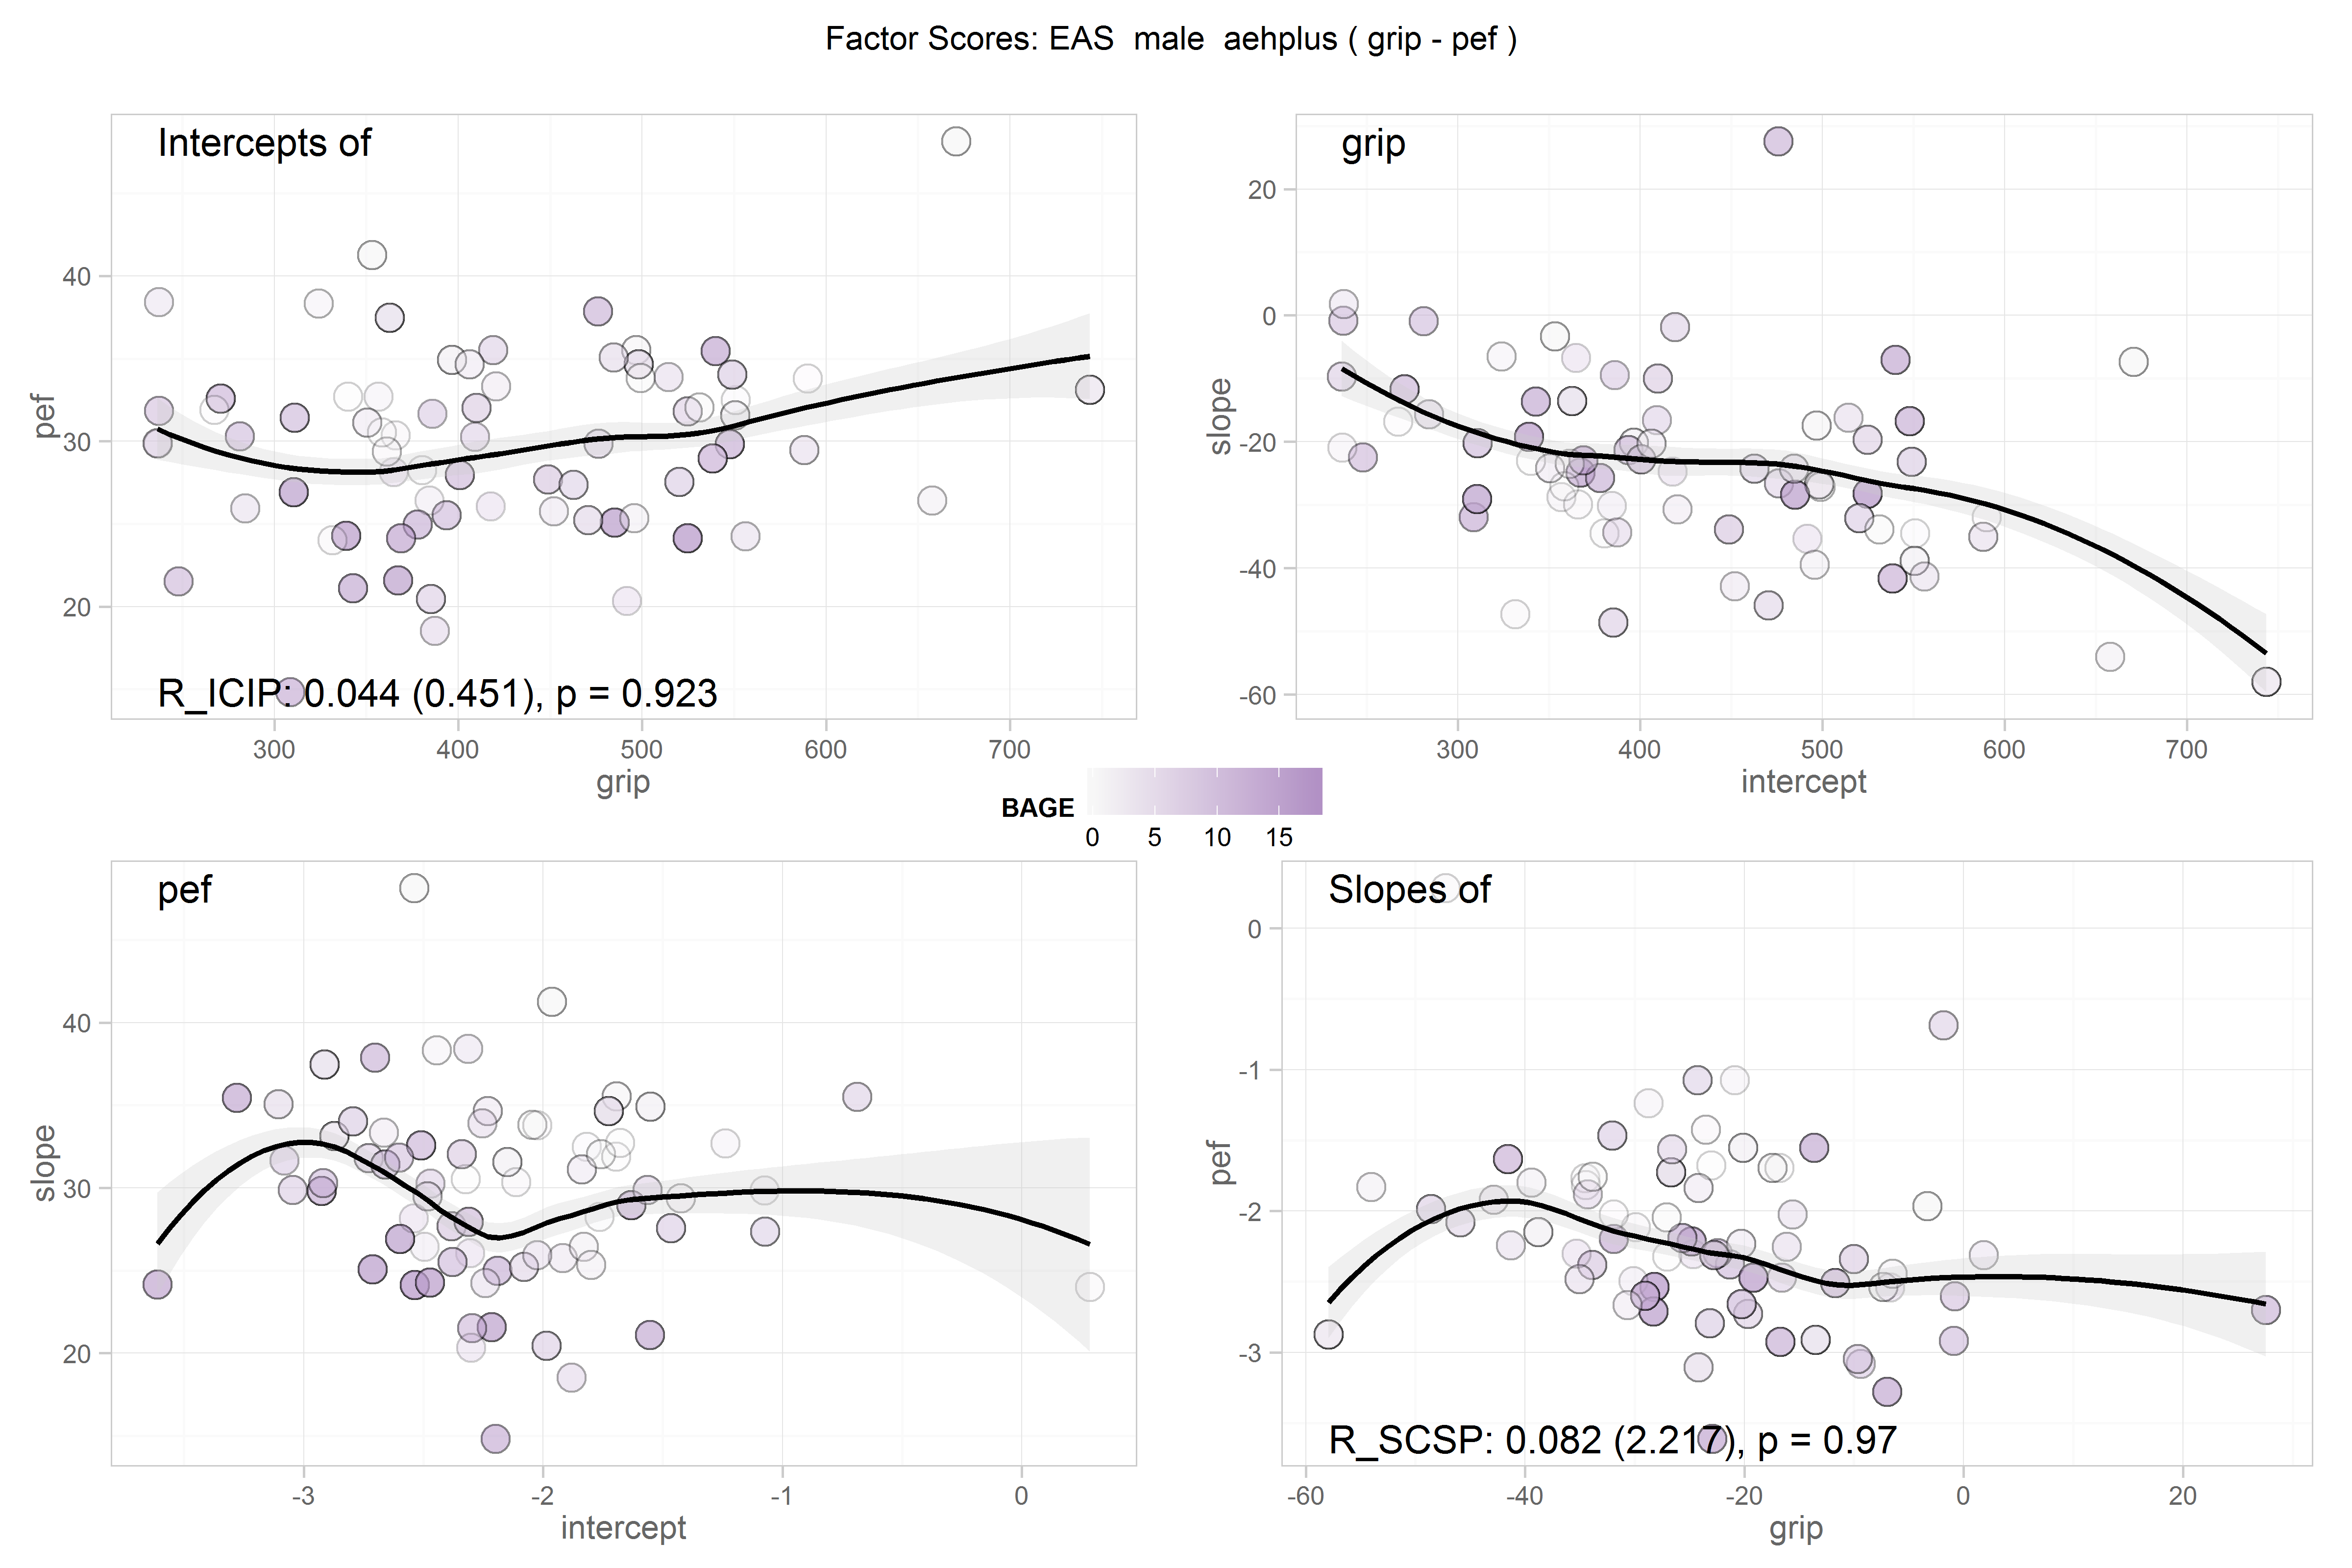 Factor Scores: EAS  male  aehplus ( grip - pef )
Intercepts of
pef
40
30
20
R_ICIP: 0.044 (0.451), p = 0.923
300 400 500 600 700
grip
grip
slope
20
0
-20
-40
-60
300 400 500 600 700
intercept
BAGE
0 5 10 15
pef
slope
40
30
20
-3 -2 -1 0
intercept
Slopes of
pef
0
-1
-2
-3
R_SCSP: 0.082 (2.217), p = 0.97
-60 -40 -20 0 20
grip